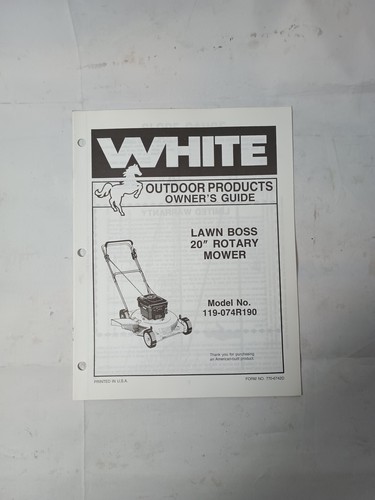 WHITE
OUTDOOR PRODUCTS
OWNER'S GUIDE
LAWN BOSS
20" ROTARY
MOWER
Model No.
119-074R190
Thank you for purchasing
an American-built product.
PRINTED IN U.S.A.
FORM NO.